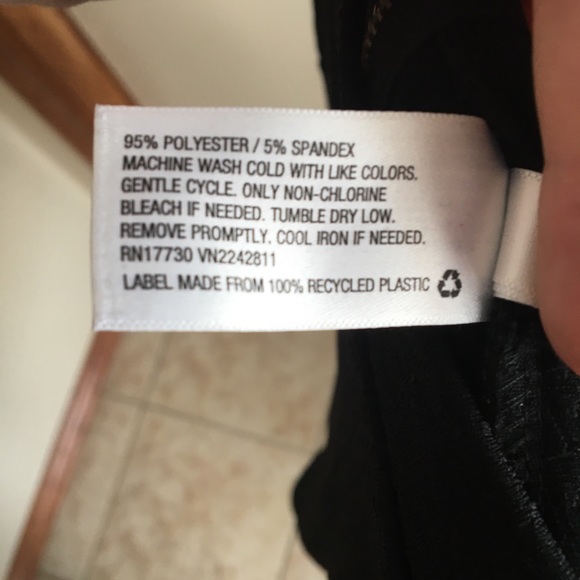 95% POLYESTER / 5% SPANDEX
MACHINE WASH COLD WITH LIKE COLORS.
GENTLE CYCLE. ONLY NON-CHLORINE
BLEACH IF NEEDED. TUMBLE DRY LOW.
REMOVE PROMPTLY. COOL IRON IF NEEDED.
RN17730 VN2242811
LABEL MADE FROM 100% RECYCLED PLASTIC